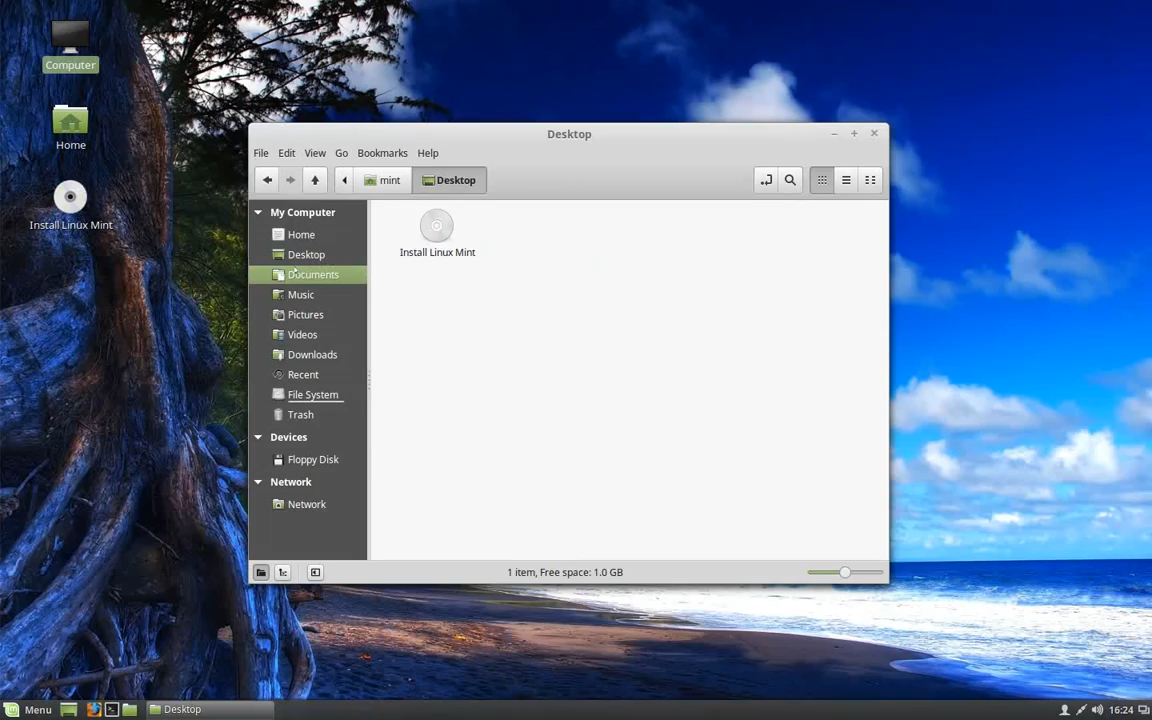 Computer
Home
Install Linux Mint
Desktop
File Edit View Go Bookmarks Help
mint Desktop
My Computer
Home
Desktop
Documents
Music
Pictures
Videos
Downloads
Recent
File System
Trash
Devices
Floppy Disk
Network
Network
Install Linux Mint
1 item, Free space: 1.0 GB
Menu Desktop 16:24